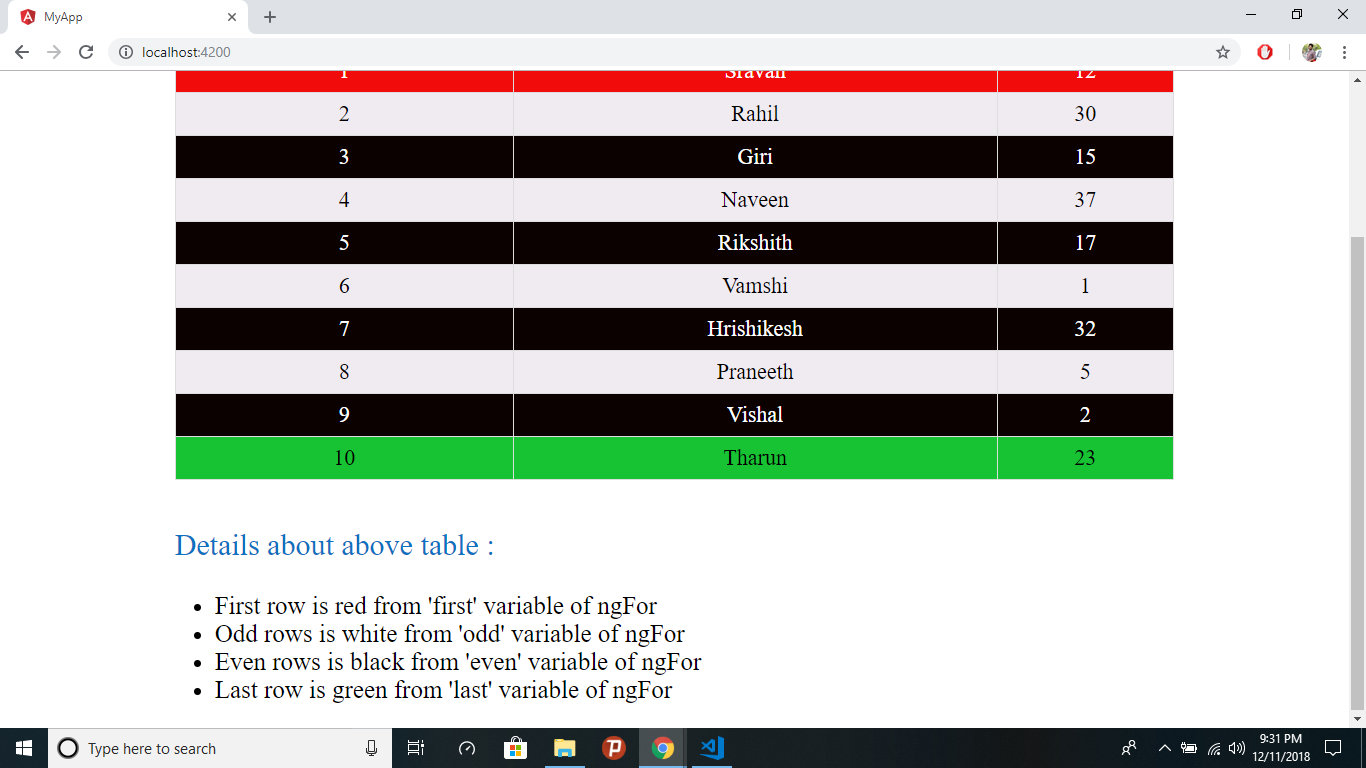 MyApp
localhost:4200
1 Sravan 12
2 Rahil 30
3 Giri 15
4 Naveen 37
5 Rikshith 17
6 Vamshi 1
7 Hrishikesh 32
8 Praneeth 5
9 Vishal 2
10 Tharun 23
Details about above table :
First row is red from 'first' variable of ngFor
Odd rows is white from 'odd' variable of ngFor
Even rows is black from 'even' variable of ngFor
Last row is green from 'last' variable of ngFor
Type here to search
9:31 PM
12/11/2018